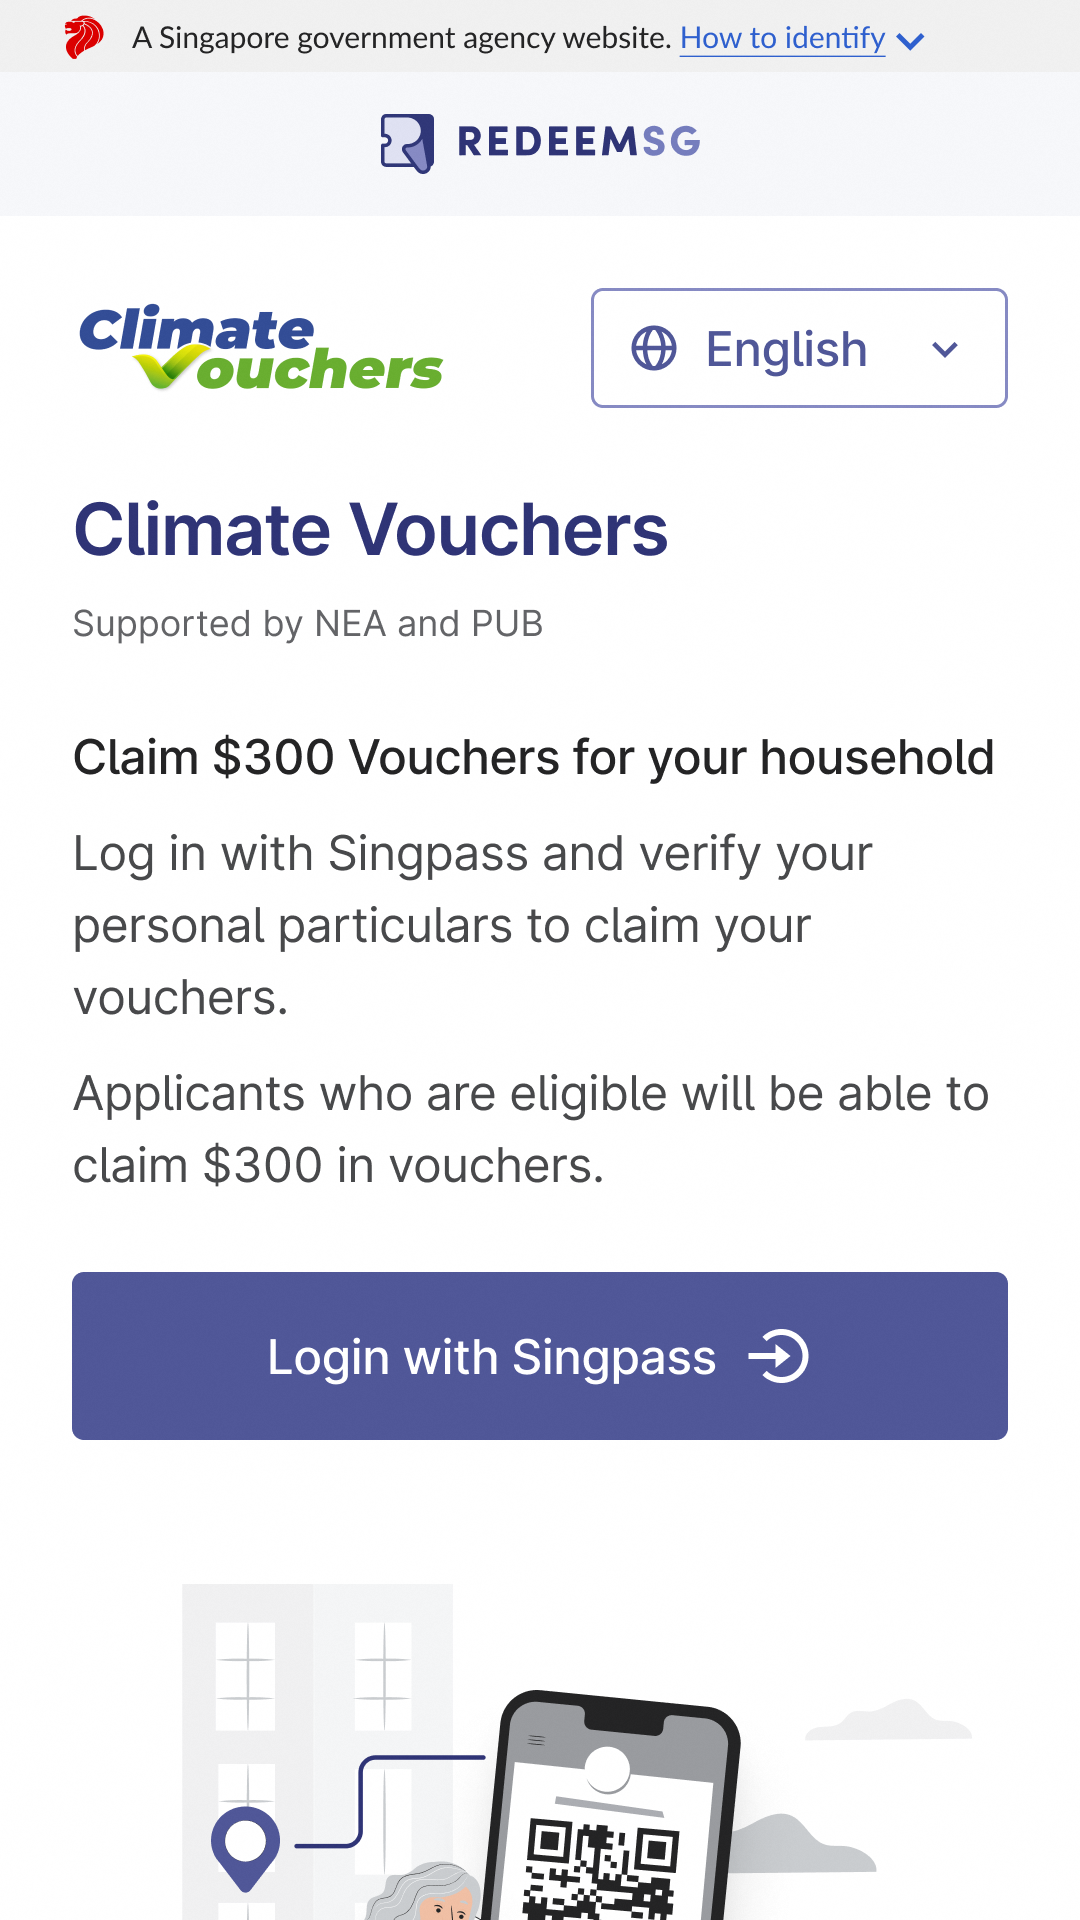 A Singapore government agency website. How to identify
REDEEMSG
Climate
Vouchers
English
Climate Vouchers
Supported by NEA and PUB
Claim $300 Vouchers for your household
Log in with Singpass and verify your
personal particulars to claim your
vouchers.
Applicants who are eligible will be able to
claim $300 in vouchers.
Login with Singpass